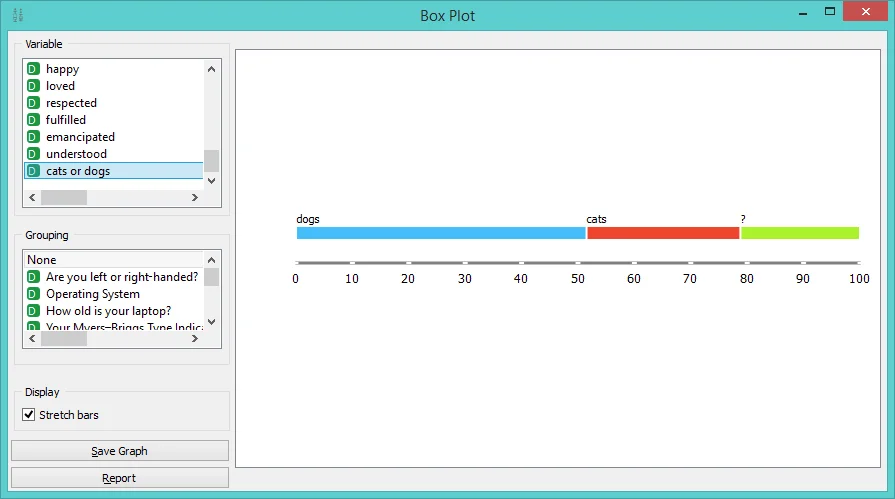 Box Plot
Variable
D happy
D loved
D respected
D fulfilled
D emancipated
D understood
D cats or dogs
Grouping
None
D Are you left or right-handed?
D Operating System
D How old is your laptop?
D Your Myers-Briggs Type Indica
Display
Stretch bars
Save Graph
Report
dogs cats ?
0 10 20 30 40 50 60 70 80 90 100